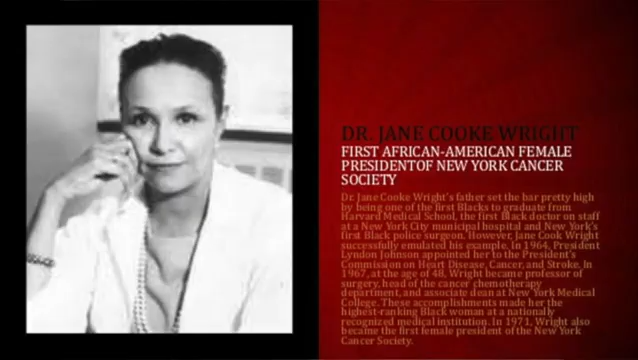 DR. JANE COOKE WRIGHT
FIRST AFRICAN-AMERICAN FEMALE
PRESIDENTOF NEW YORK CANCER
SOCIETY
Dr. Jane Cooke Wright's father set the bar pretty high
by being one of the first Blacks to graduate from
Harvard Medical School, the first Black doctor on staff
at a New York City municipal hospital and New York's
first Black police surgeon. However, Jane Cook Wright
successfully emulated his example. In 1964, President
Lyndon Johnson appointed her to the President's
Commission on Heart Disease, Cancer, and Stroke. In
1967, at the age of 48, Wright became professor of
surgery, head of the cancer chemotherapy
department, and associate dean at New York Medical
College. These accomplishments made her the
highest-ranking Black woman at a nationally
recognized medical institution. In 1971, Wright also
became the first female president of the New York
Cancer Society.